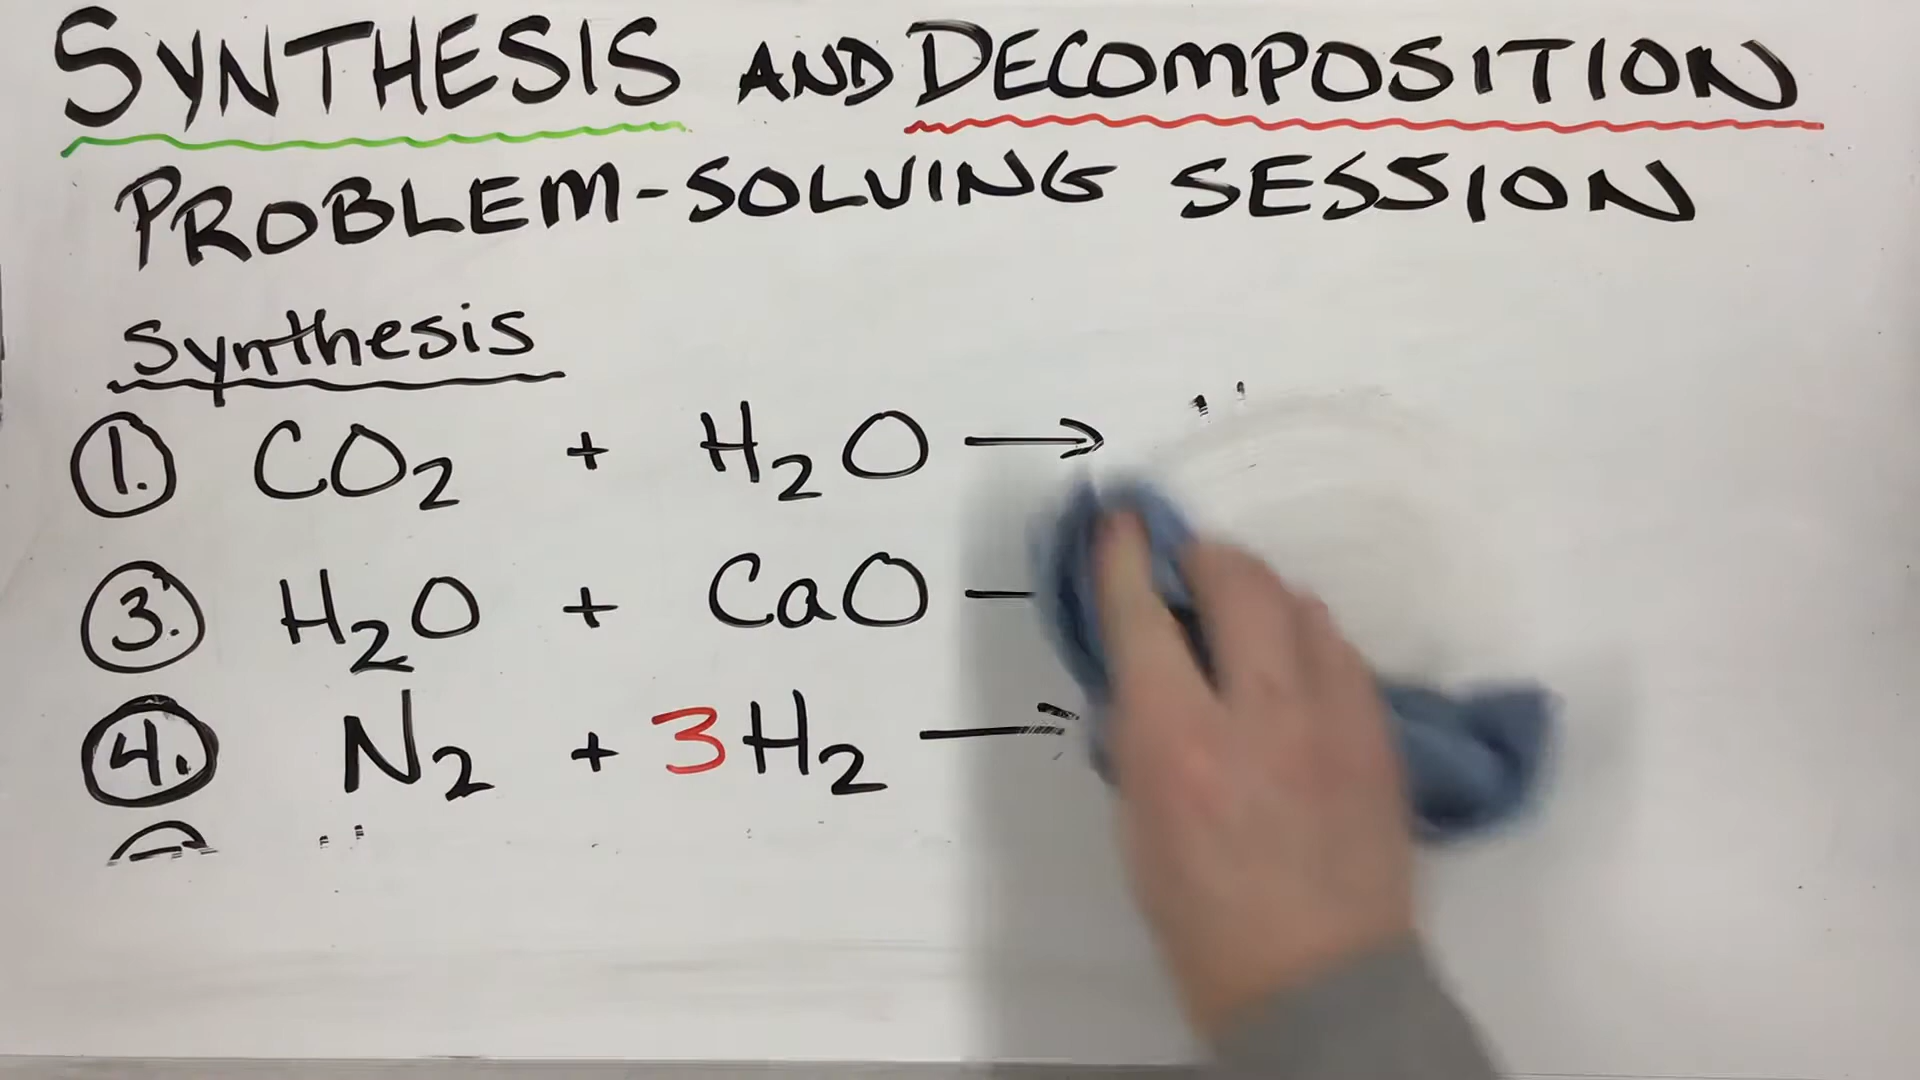 SYNTHESIS AND DECOMPOSITION
PROBLEM-SOLVING SESSION
Synthesis
1. CO₂ + H₂O →
3. H₂O + CaO —
4. N₂ + 3H₂ →